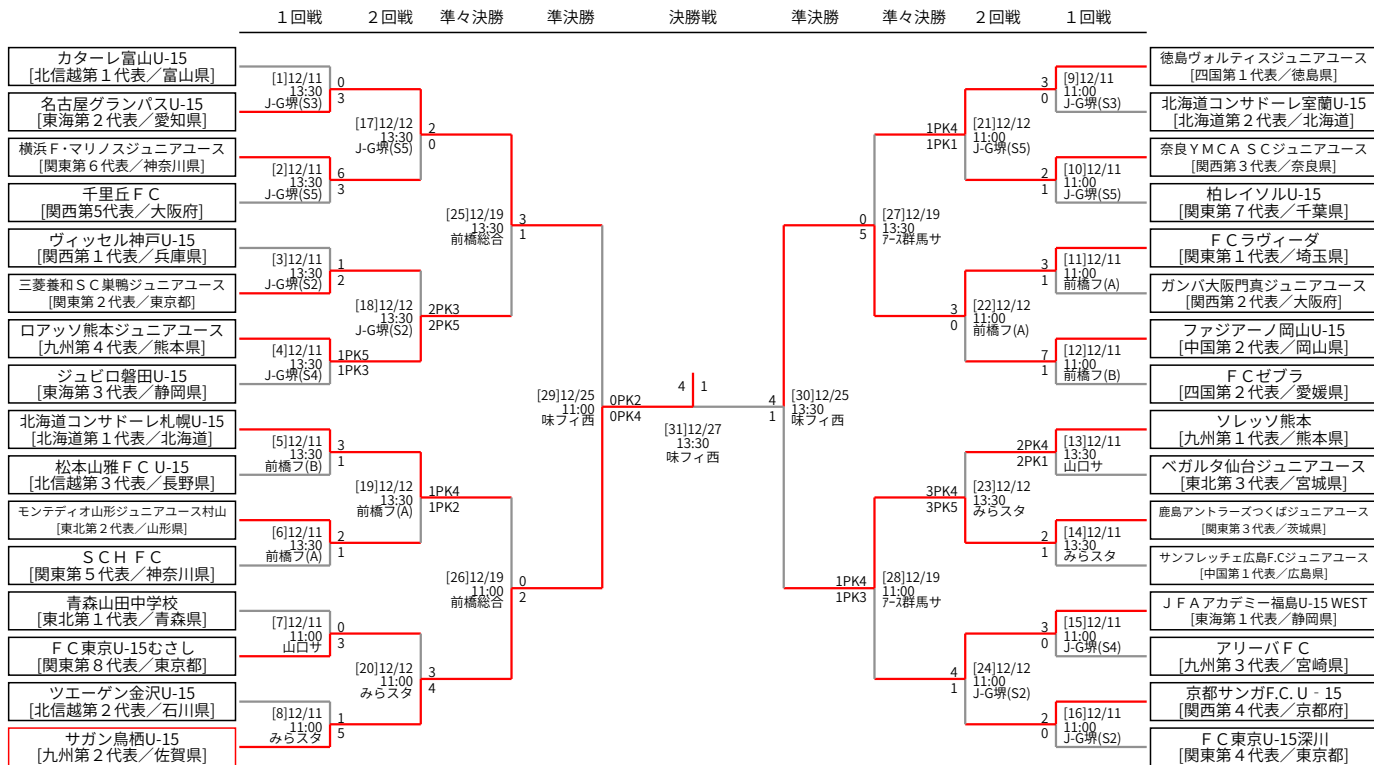 １回戦 ２回戦 準々決勝 準決勝 決勝戦 準決勝 準々決勝 ２回戦 １回戦
カターレ富山U-15
[北信越第１代表／富山県]
名古屋グランパスU-15
[東海第２代表／愛知県]
横浜Ｆ･マリノスジュニアユース
[関東第６代表／神奈川県]
千里丘ＦＣ
[関西第5代表／大阪府]
ヴィッセル神戸U-15
[関西第１代表／兵庫県]
三菱養和ＳＣ巣鴨ジュニアユース
[関東第２代表／東京都]
ロアッソ熊本ジュニアユース
[九州第４代表／熊本県]
ジュビロ磐田U-15
[東海第３代表／静岡県]
北海道コンサドーレ札幌U-15
[北海道第１代表／北海道]
松本山雅ＦＣ U-15
[北信越第３代表／長野県]
モンテディオ山形ジュニアユース村山
[東北第２代表／山形県]
ＳＣＨ ＦＣ
[関東第５代表／神奈川県]
青森山田中学校
[東北第１代表／青森県]
ＦＣ東京U-15むさし
[関東第８代表／東京都]
ツエーゲン金沢U-15
[北信越第２代表／石川県]
サガン鳥栖U-15
[九州第２代表／佐賀県]
[1]12/11
13:30
J-G堺(S3)
0
3
[2]12/11
13:30
J-G堺(S5)
6
3
[3]12/11
13:30
J-G堺(S2)
1
2
[4]12/11
13:30
J-G堺(S4)
1PK5
1PK3
[5]12/11
13:30
前橋フ(B)
3
1
[6]12/11
13:30
前橋フ(A)
2
1
[7]12/11
11:00
山口サ
0
3
[8]12/11
11:00
みらスタ
1
5
[17]12/12
13:30
J-G堺(S5)
2
0
[18]12/12
13:30
J-G堺(S2)
2PK3
2PK5
[19]12/12
13:30
前橋フ(A)
1PK4
1PK2
[20]12/12
11:00
みらスタ
3
4
[25]12/19
13:30
前橋総合
3
1
[26]12/19
11:00
前橋総合
0
2
[29]12/25
11:00
味フィ西
0PK2
0PK4
4 1
[31]12/27
13:30
味フィ西
4
1
[30]12/25
13:30
味フィ西
0
5
[27]12/19
13:30
ｱｰｽ群馬サ
1PK4
1PK3
[28]12/19
11:00
ｱｰｽ群馬サ
1PK4
1PK1
[21]12/12
11:00
J-G堺(S5)
3
0
[22]12/12
11:00
前橋フ(A)
3PK4
3PK5
[23]12/12
13:30
みらスタ
4
1
[24]12/12
11:00
J-G堺(S2)
3
0
[9]12/11
11:00
J-G堺(S3)
2
1
[10]12/11
11:00
J-G堺(S5)
3
1
[11]12/11
11:00
前橋フ(A)
7
1
[12]12/11
11:00
前橋フ(B)
2PK4
2PK1
[13]12/11
13:30
山口サ
2
1
[14]12/11
13:30
みらスタ
3
0
[15]12/11
11:00
J-G堺(S4)
2
0
[16]12/11
11:00
J-G堺(S2)
徳島ヴォルティスジュニアユース
[四国第１代表／徳島県]
北海道コンサドーレ室蘭U-15
[北海道第２代表／北海道]
奈良ＹＭＣＡ ＳＣジュニアユース
[関西第３代表／奈良県]
柏レイソルU-15
[関東第７代表／千葉県]
ＦＣラヴィーダ
[関東第１代表／埼玉県]
ガンバ大阪門真ジュニアユース
[関西第２代表／大阪府]
ファジアーノ岡山U-15
[中国第２代表／岡山県]
ＦＣゼブラ
[四国第２代表／愛媛県]
ソレッソ熊本
[九州第１代表／熊本県]
ベガルタ仙台ジュニアユース
[東北第３代表／宮城県]
鹿島アントラーズつくばジュニアユース
[関東第３代表／茨城県]
サンフレッチェ広島F.Cジュニアユース
[中国第１代表／広島県]
ＪＦＡアカデミー福島U-15 WEST
[東海第１代表／静岡県]
アリーバＦＣ
[九州第３代表／宮崎県]
京都サンガF.C. U‐15
[関西第４代表／京都府]
ＦＣ東京U-15深川
[関東第４代表／東京都]